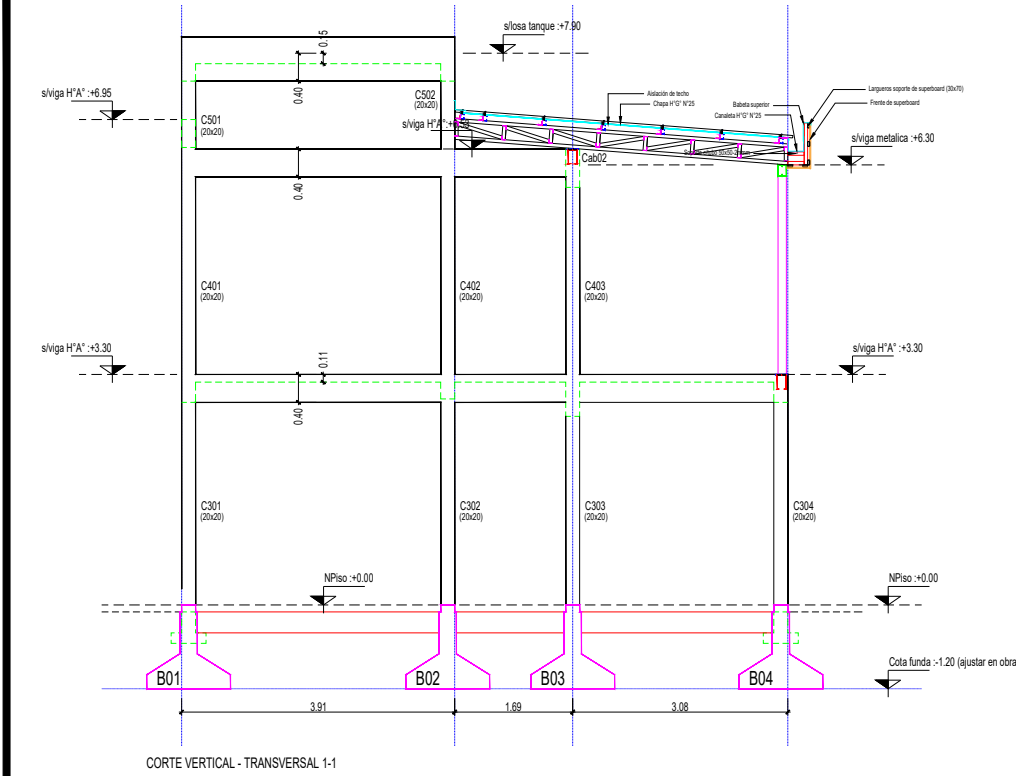 s/losa tanque :+7.90
0.15
s/viga H°A° :+6.95
0.40
C501
(20x20)
C502
(20x20)
s/viga H°A°
Aislación de techo
Chapa H°G° N°25
Babeta superior
Canaleta H°G° N°25
Largueros soporte de superboard (30x70)
Frente de superboard
s/viga metalica :+6.30
Cab02
0.40
C401
(20x20)
C402
(20x20)
C403
(20x20)
s/viga H°A° :+3.30
0.11
s/viga H°A° :+3.30
0.40
C301
(20x20)
C302
(20x20)
C303
(20x20)
C304
(20x20)
NPiso :+0.00
NPiso :+0.00
Cota funda :-1.20 (ajustar en obra
B01
B02
B03
B04
3.91
1.69
3.08
CORTE VERTICAL - TRANSVERSAL 1-1